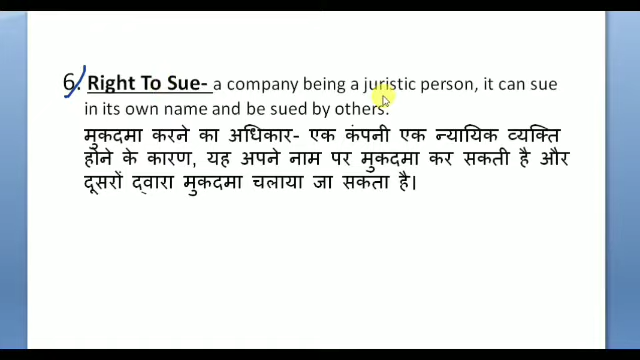 6. Right To Sue- a company being a juristic person, it can sue
in its own name and be sued by others.
मुकदमा करने का अधिकार- एक कंपनी एक न्यायिक व्यक्ति
होने के कारण, यह अपने नाम पर मुकदमा कर सकती है और
दूसरों द्वारा मुकदमा चलाया जा सकता है।